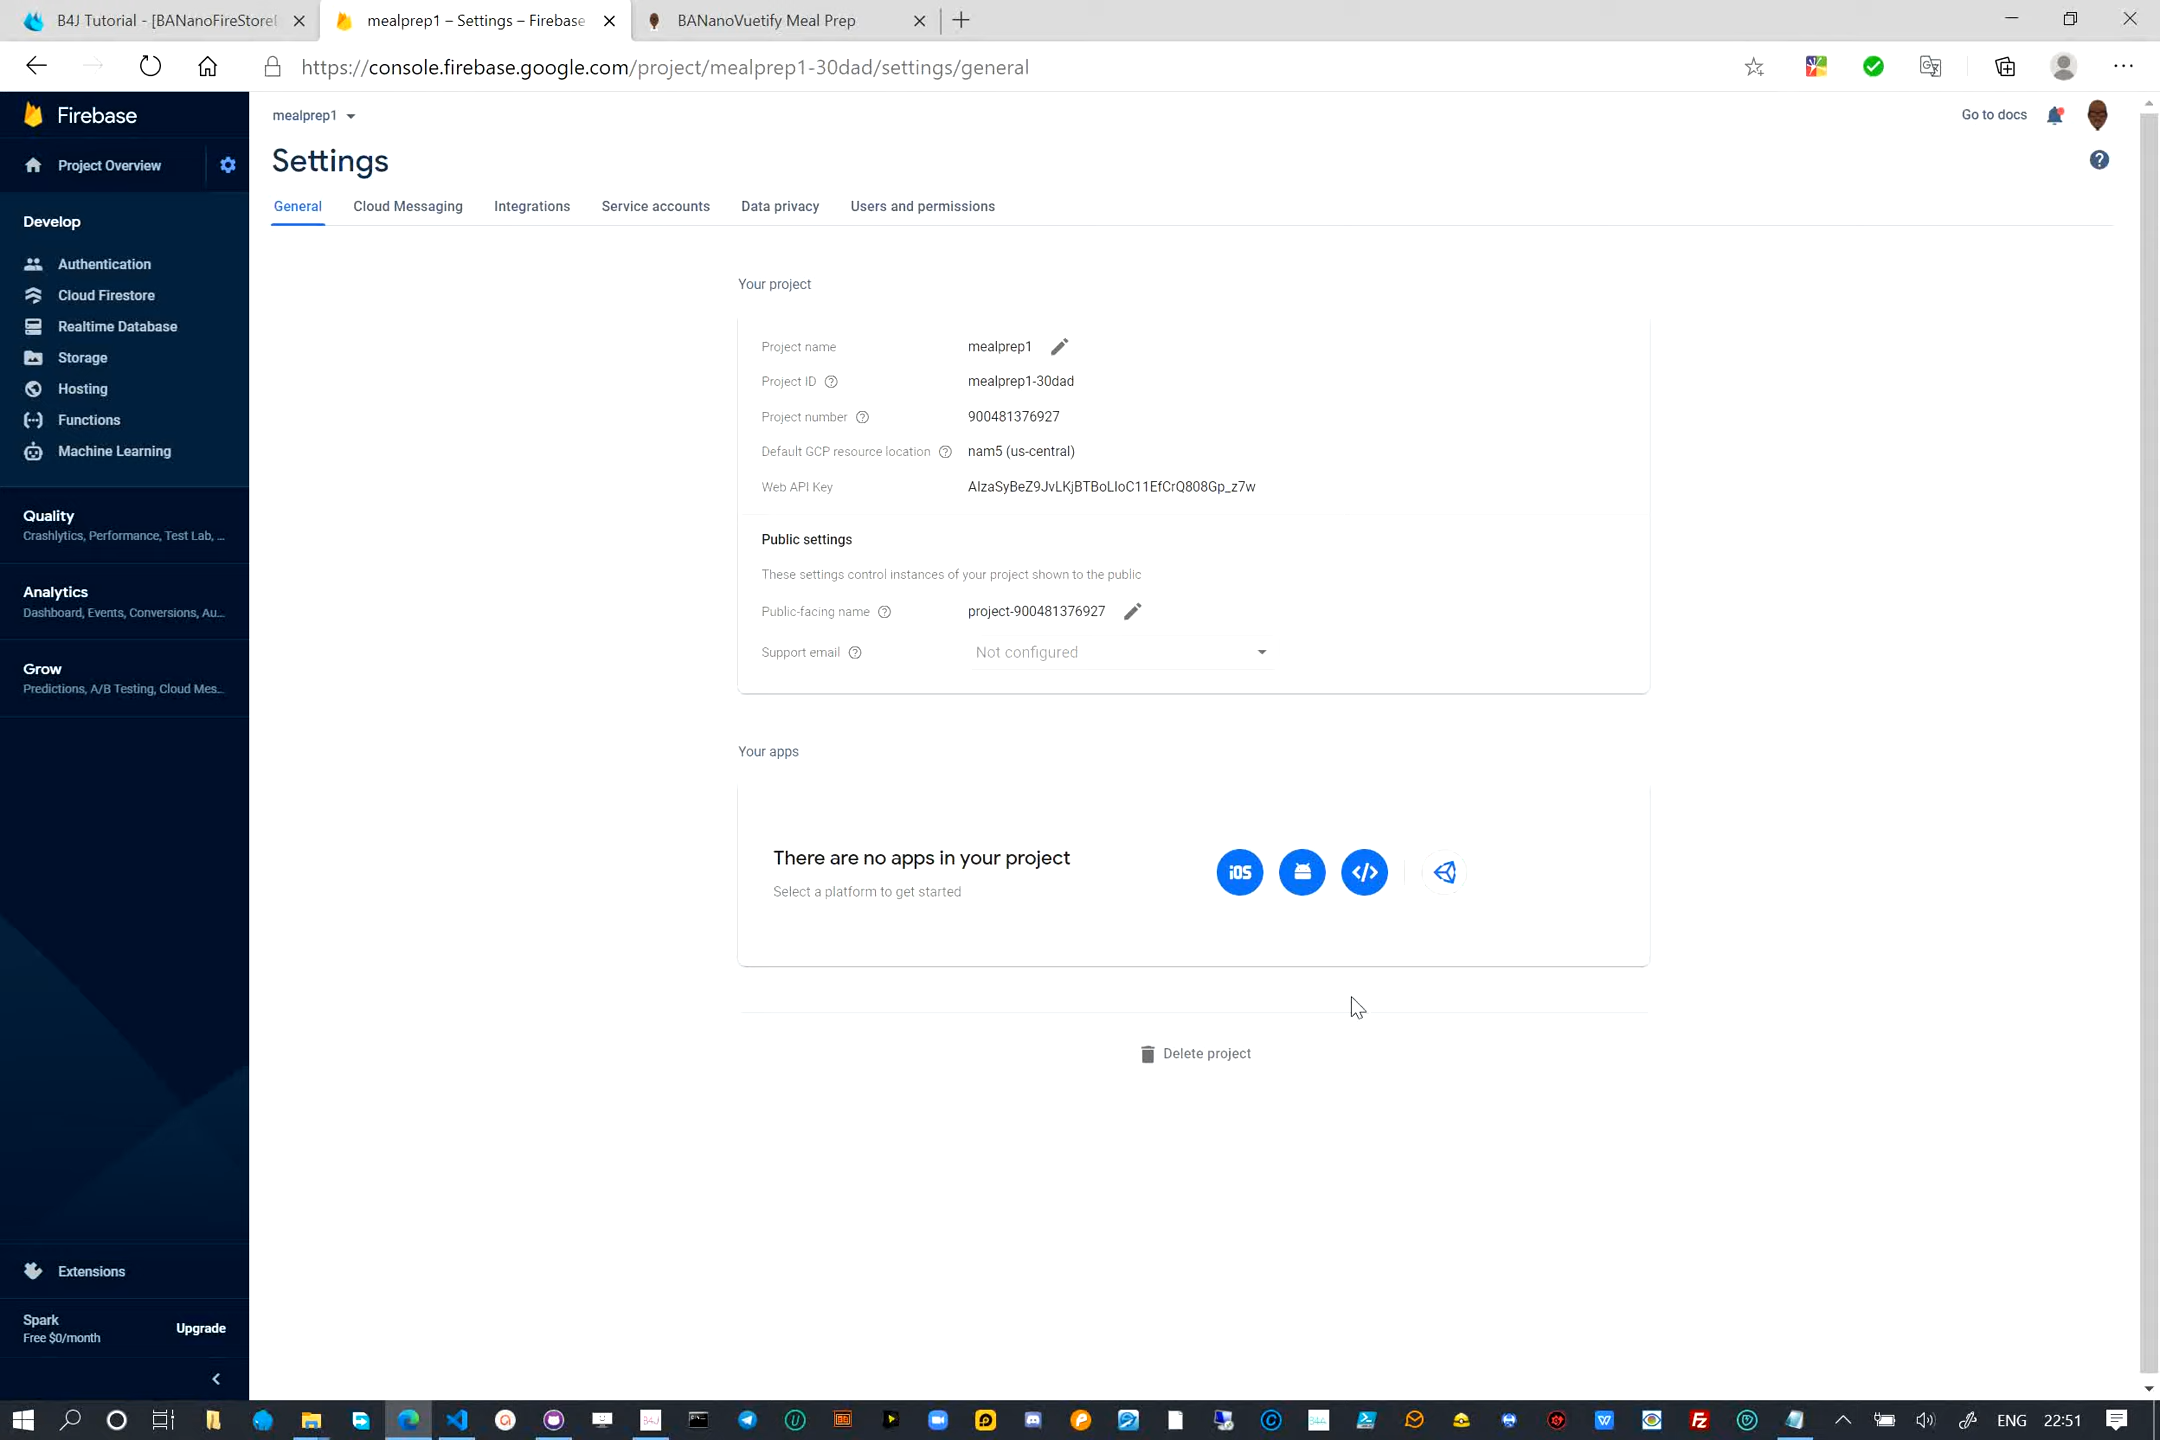 B4J Tutorial - [BANanoFireStore
mealprep1 – Settings – Firebase
BANanoVuetify Meal Prep
https://console.firebase.google.com/project/mealprep1-30dad/settings/general
Firebase
mealprep1
Go to docs
Project Overview
Settings
General
Cloud Messaging
Integrations
Service accounts
Data privacy
Users and permissions
Develop
Authentication
Cloud Firestore
Realtime Database
Storage
Hosting
Functions
Machine Learning
Quality
Crashlytics, Performance, Test Lab, ...
Analytics
Dashboard, Events, Conversions, Au...
Grow
Predictions, A/B Testing, Cloud Mes...
Extensions
Spark
Free $0/month
Upgrade
Your project
Project name mealprep1
Project ID mealprep1-30dad
Project number 900481376927
Default GCP resource location nam5 (us-central)
Web API Key AIzaSyBeZ9JvLKjBTBoLIoC11EfCrQ808Gp_z7w
Public settings
These settings control instances of your project shown to the public
Public-facing name project-900481376927
Support email Not configured
Your apps
There are no apps in your project
Select a platform to get started
iOS
Delete project
ENG 22:51